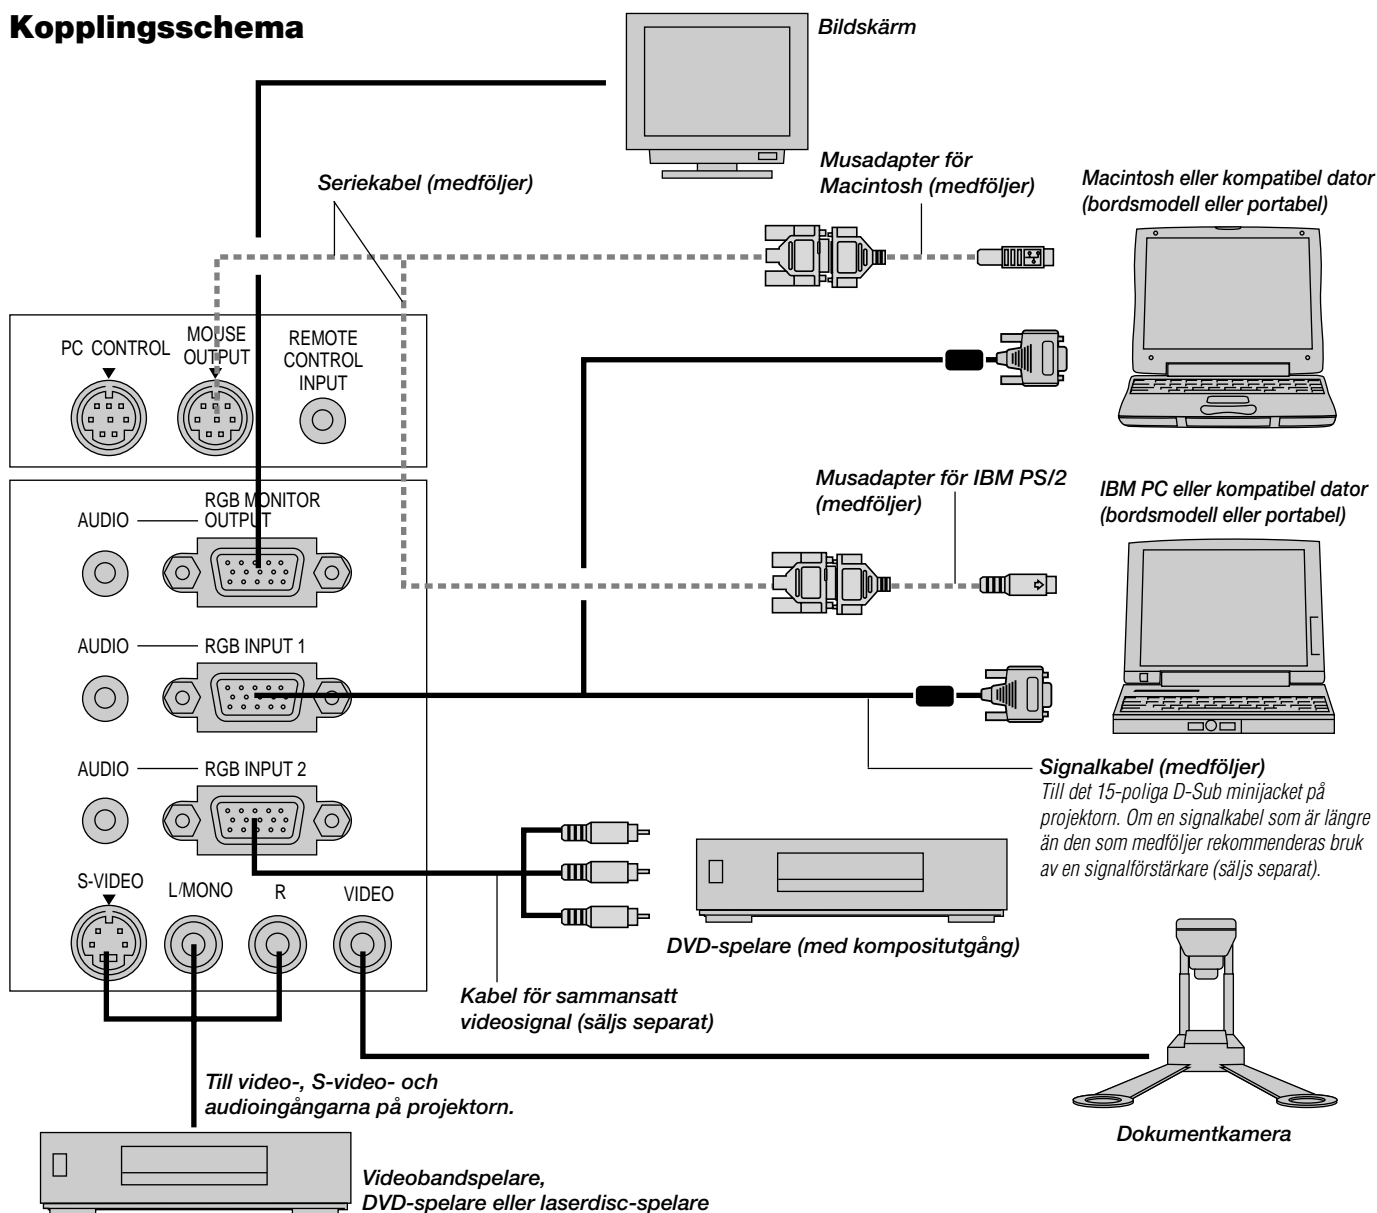 Kopplingsschema
Bildskärm
Seriekabel (medföljer)
Musadapter för
Macintosh (medföljer)
Macintosh eller kompatibel dator
(bordsmodell eller portabel)
PC CONTROL
MOUSE
OUTPUT
REMOTE
CONTROL
INPUT
Musadapter för IBM PS/2
(medföljer)
IBM PC eller kompatibel dator
(bordsmodell eller portabel)
AUDIO
RGB MONITOR
OUTPUT
AUDIO
RGB INPUT 1
AUDIO
RGB INPUT 2
Signalkabel (medföljer)
Till det 15-poliga D-Sub minijacket på
projektorn. Om en signalkabel som är längre
än den som medföljer rekommenderas bruk
av en signalförstärkare (säljs separat).
S-VIDEO
L/MONO
R
VIDEO
DVD-spelare (med kompositutgång)
Kabel för sammansatt
videosignal (säljs separat)
Till video-, S-video- och
audioingångarna på projektorn.
Dokumentkamera
Videobandspelare,
DVD-spelare eller laserdisc-spelare